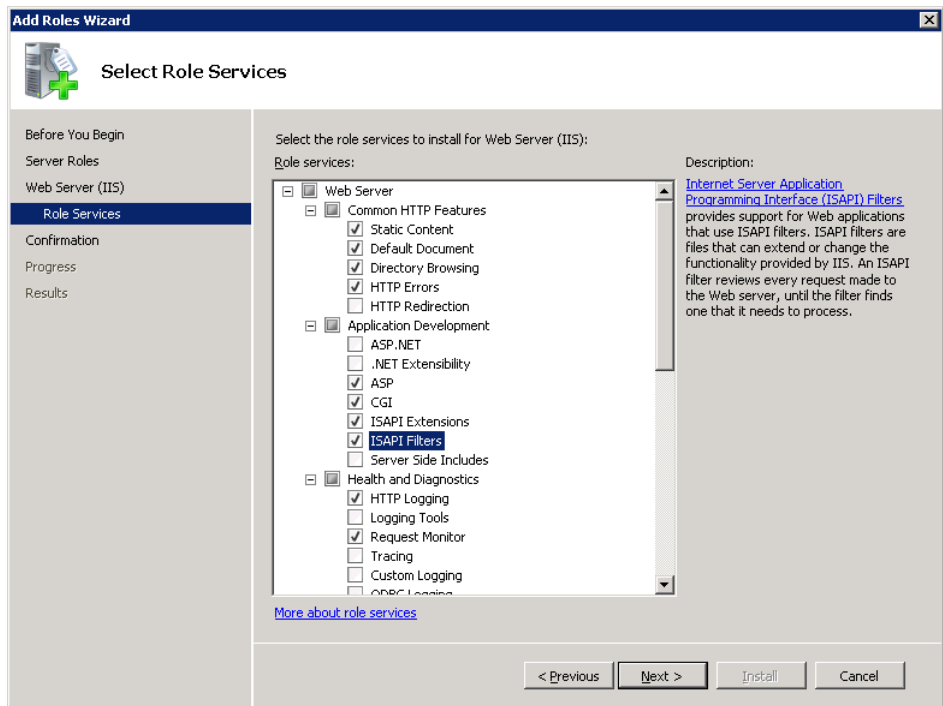 Add Roles Wizard
Select Role Services
Before You Begin
Server Roles
Web Server (IIS)
Role Services
Confirmation
Progress
Results
Select the role services to install for Web Server (IIS):
Role services:
Web Server
Common HTTP Features
Static Content
Default Document
Directory Browsing
HTTP Errors
HTTP Redirection
Application Development
ASP.NET
.NET Extensibility
ASP
CGI
ISAPI Extensions
ISAPI Filters
Server Side Includes
Health and Diagnostics
HTTP Logging
Logging Tools
Request Monitor
Tracing
Custom Logging
ODBC Logging
More about role services
Description:
Internet Server Application
Programming Interface (ISAPI) Filters
provides support for Web applications
that use ISAPI filters. ISAPI filters are
files that can extend or change the
functionality provided by IIS. An ISAPI
filter reviews every request made to
the Web server, until the filter finds
one that it needs to process.
< Previous
Next >
Install
Cancel